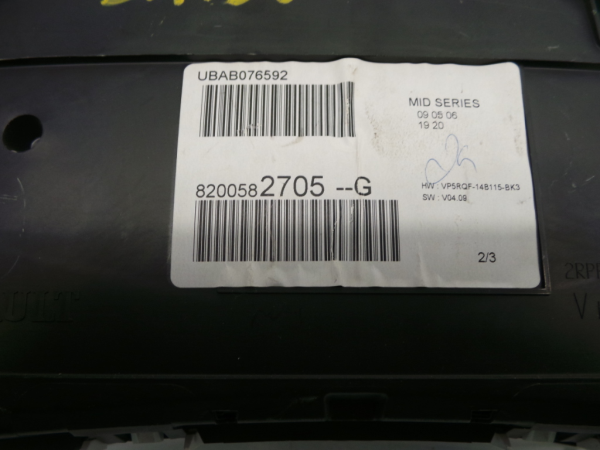 UBAB076592
MID SERIES
09 05 06
19 20
8200582705 --G
HW : VP5RQF-14B115-BK3
SW : V04.09
2/3